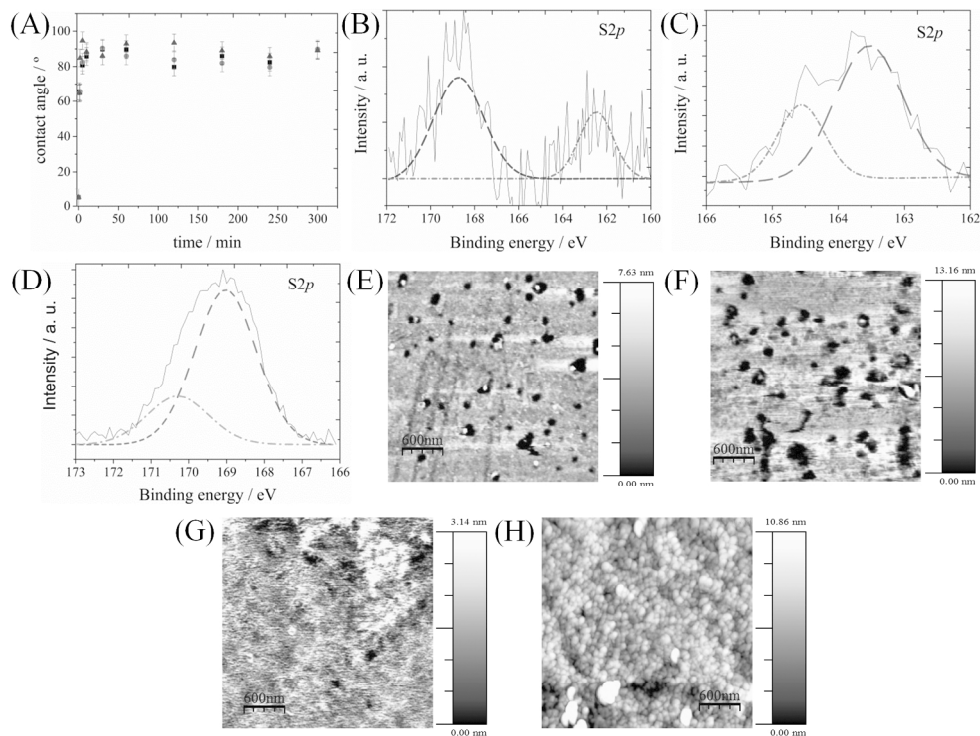 (A)
100
80
60
40
20
0
0 50 100 150 200 250 300
contact angle / º
time / min
(B)
S2p
Intensity / a. u.
172 170 168 166 164 162 160
Binding energy / eV
(C)
S2p
Intensity / a. u.
166 165 164 163 162
Binding energy / eV
(D)
S2p
Intensity / a. u.
173 172 171 170 169 168 167 166
Binding energy / eV
(E)
7.63 nm
600nm
0.00 nm
(F)
13.16 nm
600nm
0.00 nm
(G)
3.14 nm
600nm
0.00 nm
(H)
10.86 nm
600nm
0.00 nm